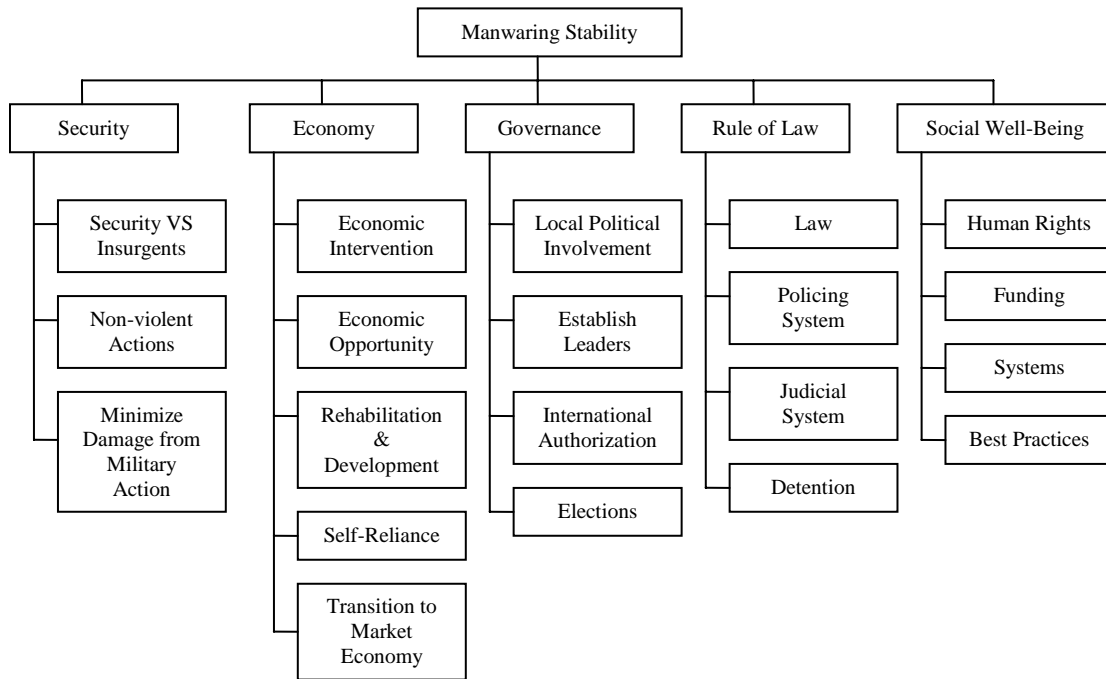 Manwaring Stability
Security
Economy
Governance
Rule of Law
Social Well-Being
Security VS
Insurgents
Non-violent
Actions
Minimize
Damage from
Military
Action
Economic
Intervention
Economic
Opportunity
Rehabilitation
&
Development
Self-Reliance
Transition to
Market
Economy
Local Political
Involvement
Establish
Leaders
International
Authorization
Elections
Law
Policing
System
Judicial
System
Detention
Human Rights
Funding
Systems
Best Practices